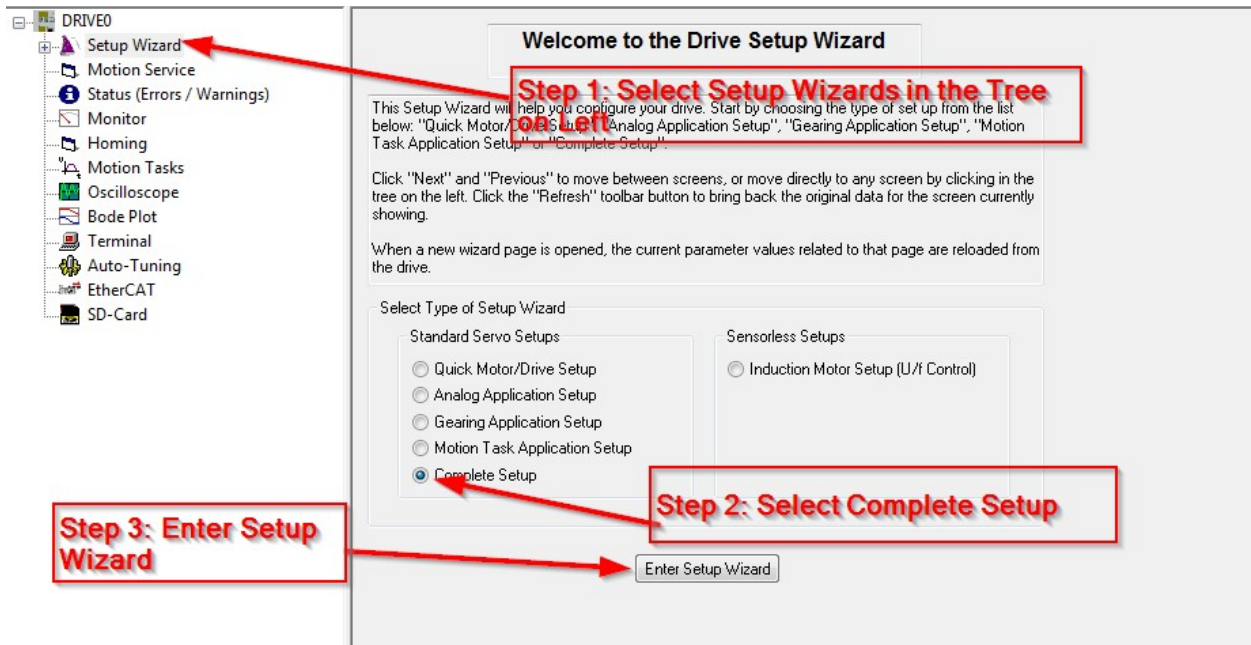 DRIVE0
Setup Wizard
Motion Service
Status (Errors / Warnings)
Monitor
Homing
Motion Tasks
Oscilloscope
Bode Plot
Terminal
Auto-Tuning
EtherCAT
SD-Card
Welcome to the Drive Setup Wizard
Step 1: Select Setup Wizards in the Tree
on Left
This Setup Wizard will help you configure your drive. Start by choosing the type of set up from the list
below: "Quick Motor/Drive Setup", "Analog Application Setup", "Gearing Application Setup", "Motion
Task Application Setup" or "Complete Setup".
Click "Next" and "Previous" to move between screens, or move directly to any screen by clicking in the
tree on the left. Click the "Refresh" toolbar button to bring back the original data for the screen currently
showing.
When a new wizard page is opened, the current parameter values related to that page are reloaded from
the drive.
Select Type of Setup Wizard
Standard Servo Setups
Quick Motor/Drive Setup
Analog Application Setup
Gearing Application Setup
Motion Task Application Setup
Complete Setup
Sensorless Setups
Induction Motor Setup (U/f Control)
Step 2: Select Complete Setup
Step 3: Enter Setup
Wizard
Enter Setup Wizard